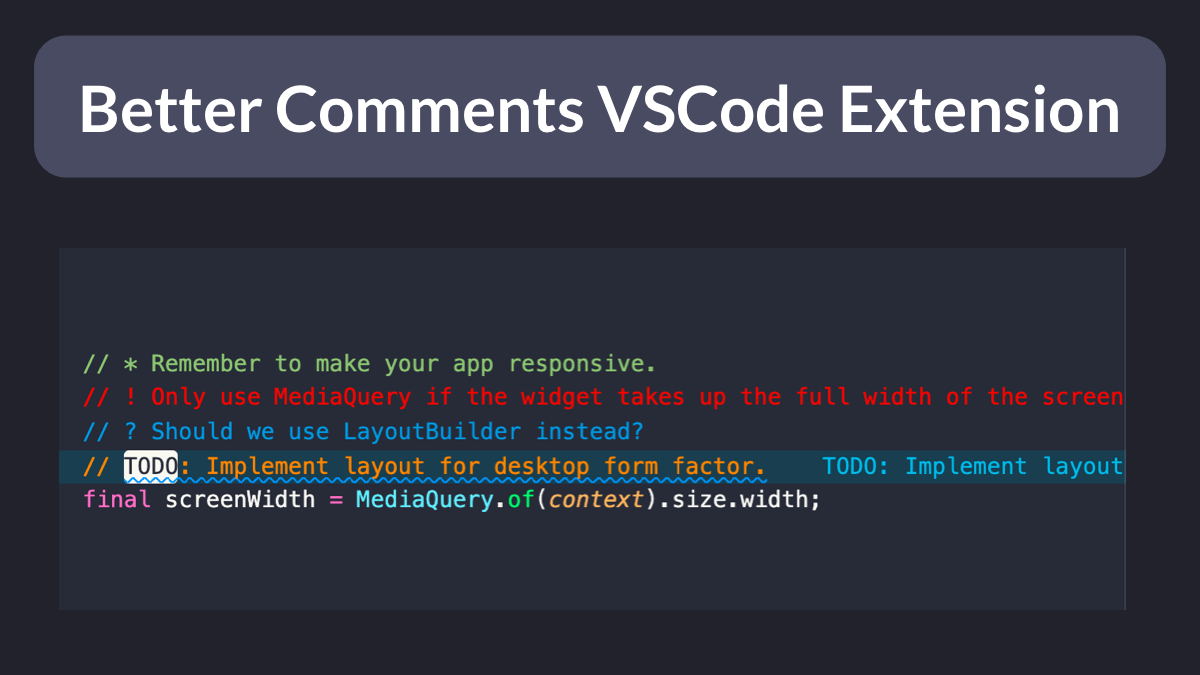 Better Comments VSCode Extension
// * Remember to make your app responsive.
// ! Only use MediaQuery if the widget takes up the full width of the screen
// ? Should we use LayoutBuilder instead?
// TODO: Implement layout for desktop form factor. TODO: Implement layout
final screenWidth = MediaQuery.of(context).size.width;